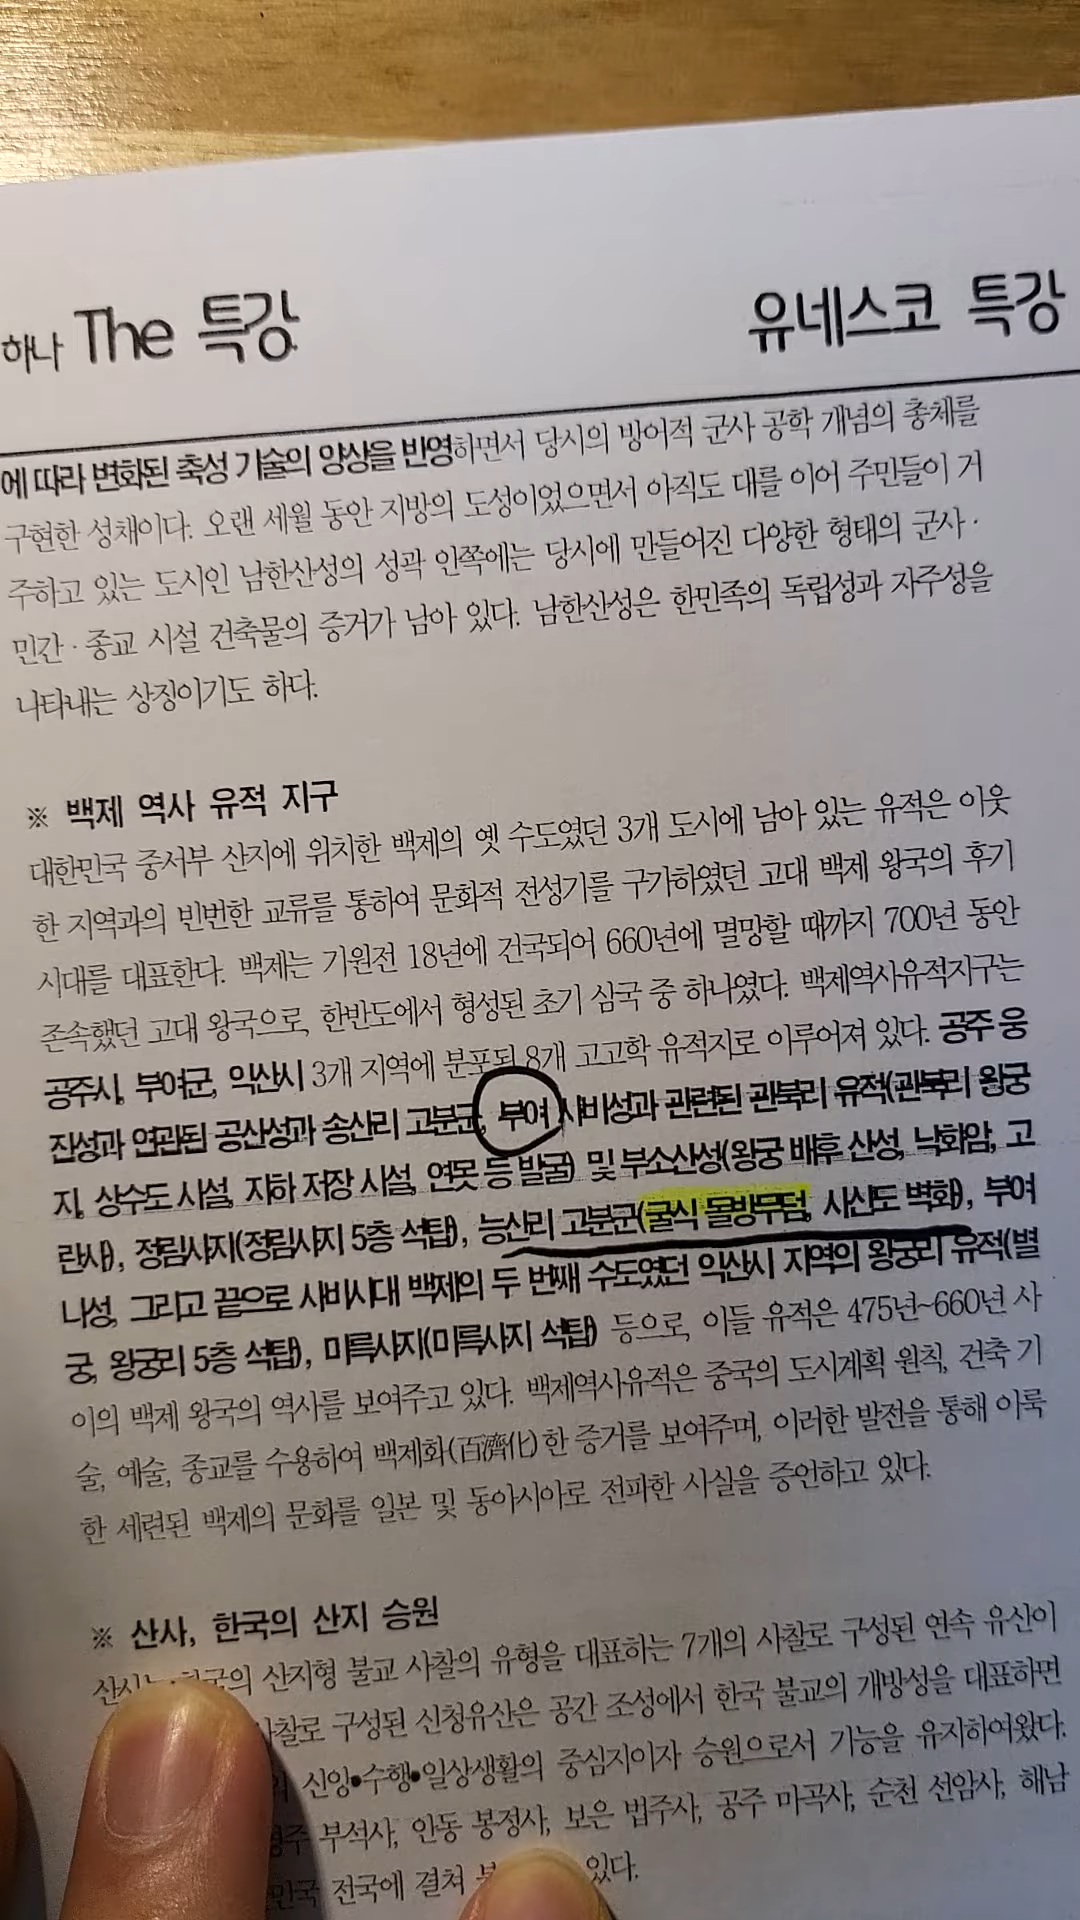 하나 The 특강 유네스코 특강
에 따라 변화된 축성 기술의 양상을 반영하면서 당시의 방어적 군사 공학 개념의 총체를
구현한 성채이다. 오랜 세월 동안 지방의 도성이었으면서 아직도 대를 이어 주민들이 거
주하고 있는 도시인 남한산성의 성곽 안쪽에는 당시에 만들어진 다양한 형태의 군사 ·
민간 · 종교 시설 건축물의 증거가 남아 있다. 남한산성은 한민족의 독립성과 자주성을
나타내는 상징이기도 하다.
※ 백제 역사 유적 지구
대한민국 중서부 산지에 위치한 백제의 옛 수도였던 3개 도시에 남아 있는 유적은 이웃
한 지역과의 빈번한 교류를 통하여 문화적 전성기를 구가하였던 고대 백제 왕국의 후기
시대를 대표한다. 백제는 기원전 18년에 건국되어 660년에 멸망할 때까지 700년 동안
존속했던 고대 왕국으로, 한반도에서 형성된 초기 삼국 중 하나였다. 백제역사유적지구는
공주시, 부여군, 익산시 3개 지역에 분포된 8개 고고학 유적지로 이루어져 있다. 공주 웅
진성과 연관된 공산성과 송산리 고분군, 부여 사비성과 관련된 관북리 유적(관북리 왕궁
지, 상수도 시설, 지하 저장 시설, 연못 등 발굴) 및 부소산성(왕궁 배후 산성, 낙화암, 고
란사), 정림사지(정림사지 5층 석탑), 능산리 고분군(굴식 돌방무덤, 사신도 벽화), 부여
나성, 그리고 끝으로 사비시대 백제의 두 번째 수도였던 익산시 지역의 왕궁리 유적(별
궁, 왕궁리 5층 석탑), 미륵사지(미륵사지 석탑) 등으로, 이들 유적은 475년~660년 사
이의 백제 왕국의 역사를 보여주고 있다. 백제역사유적은 중국의 도시계획 원칙, 건축 기
술, 예술, 종교를 수용하여 백제화(百濟化)한 증거를 보여주며, 이러한 발전을 통해 이룩
한 세련된 백제의 문화를 일본 및 동아시아로 전파한 사실을 증언하고 있다.
※ 산사, 한국의 산지 승원
산지형 불교 사찰의 유형을 대표하는 7개의 사찰로 구성된 연속 유산이
사찰로 구성된 신청유산은 공간 조성에서 한국 불교의 개방성을 대표하면
신앙•수행•일상생활의 중심지이자 승원으로서 기능을 유지하여왔다.
부석사, 안동 봉정사, 보은 법주사, 공주 마곡사, 순천 선암사, 해남
전국에 걸쳐 있다.